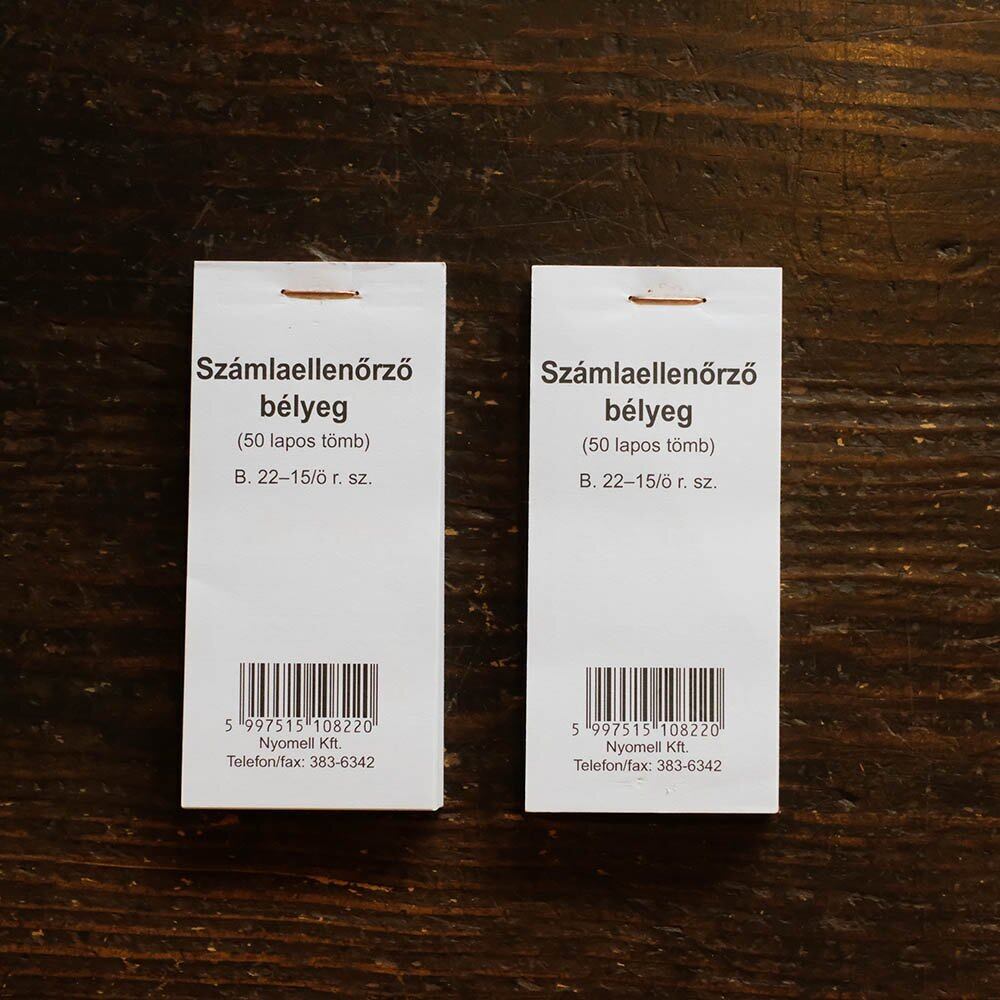 Számlaellenőrző
bélyeg
(50 lapos tömb)
B. 22–15/ö r. sz.
5 997515 108220
Nyomell Kft.
Telefon/fax: 383-6342
Számlaellenőrző
bélyeg
(50 lapos tömb)
B. 22–15/ö r. sz.
5 997515 108220
Nyomell Kft.
Telefon/fax: 383-6342